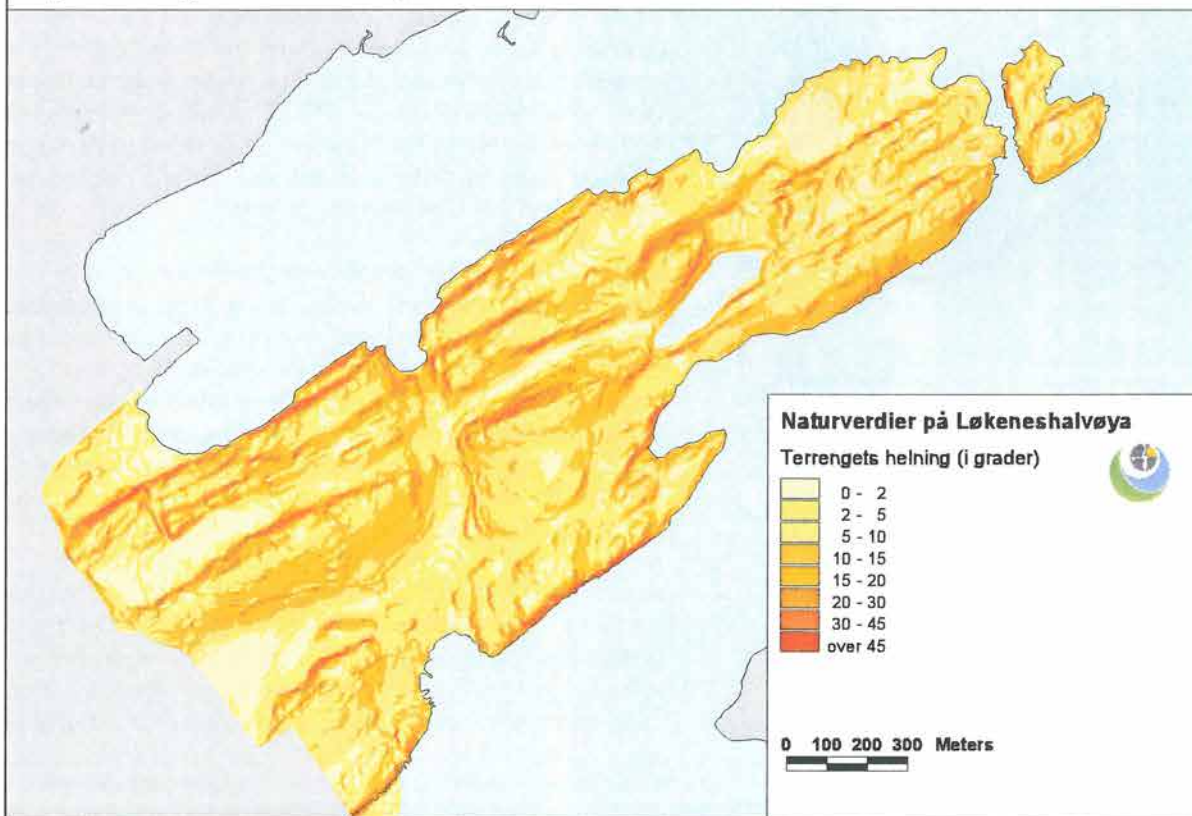 Naturverdier på Løkeneshalvøya
Terrengets helning (i grader)
0 - 2
2 - 5
5 - 10
10 - 15
15 - 20
20 - 30
30 - 45
over 45
0 100 200 300 Meters